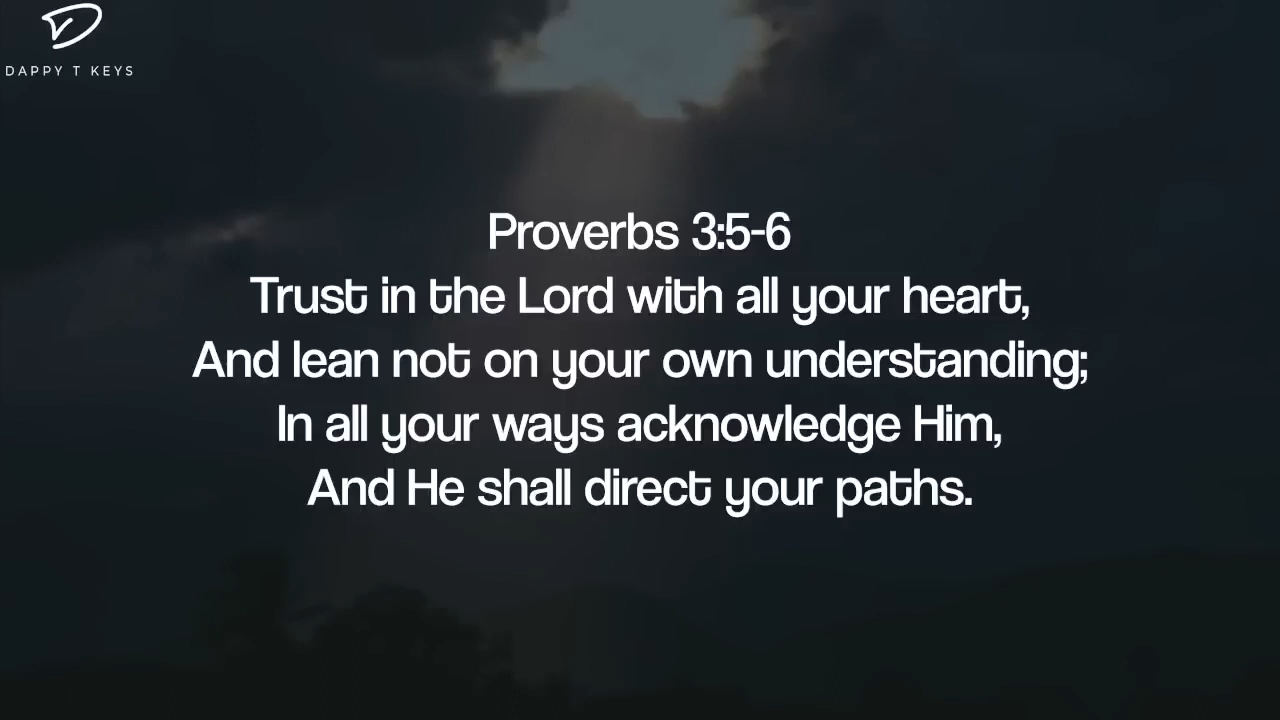 DAPPY T KEYS
Proverbs 3:5-6
Trust in the Lord with all your heart,
And lean not on your own understanding;
In all your ways acknowledge Him,
And He shall direct your paths.